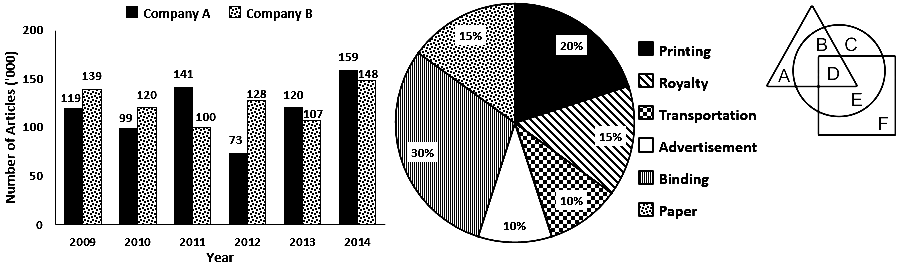 Company A Company B
Number of Articles ('000)
200
150
100
50
0
119 139
99 120
141 100
73 128
120 107
159 148
2009 2010 2011 2012 2013 2014
Year
20%
15%
10%
10%
30%
15%
Printing
Royalty
Transportation
Advertisement
Binding
Paper
A
B
C
D
E
F